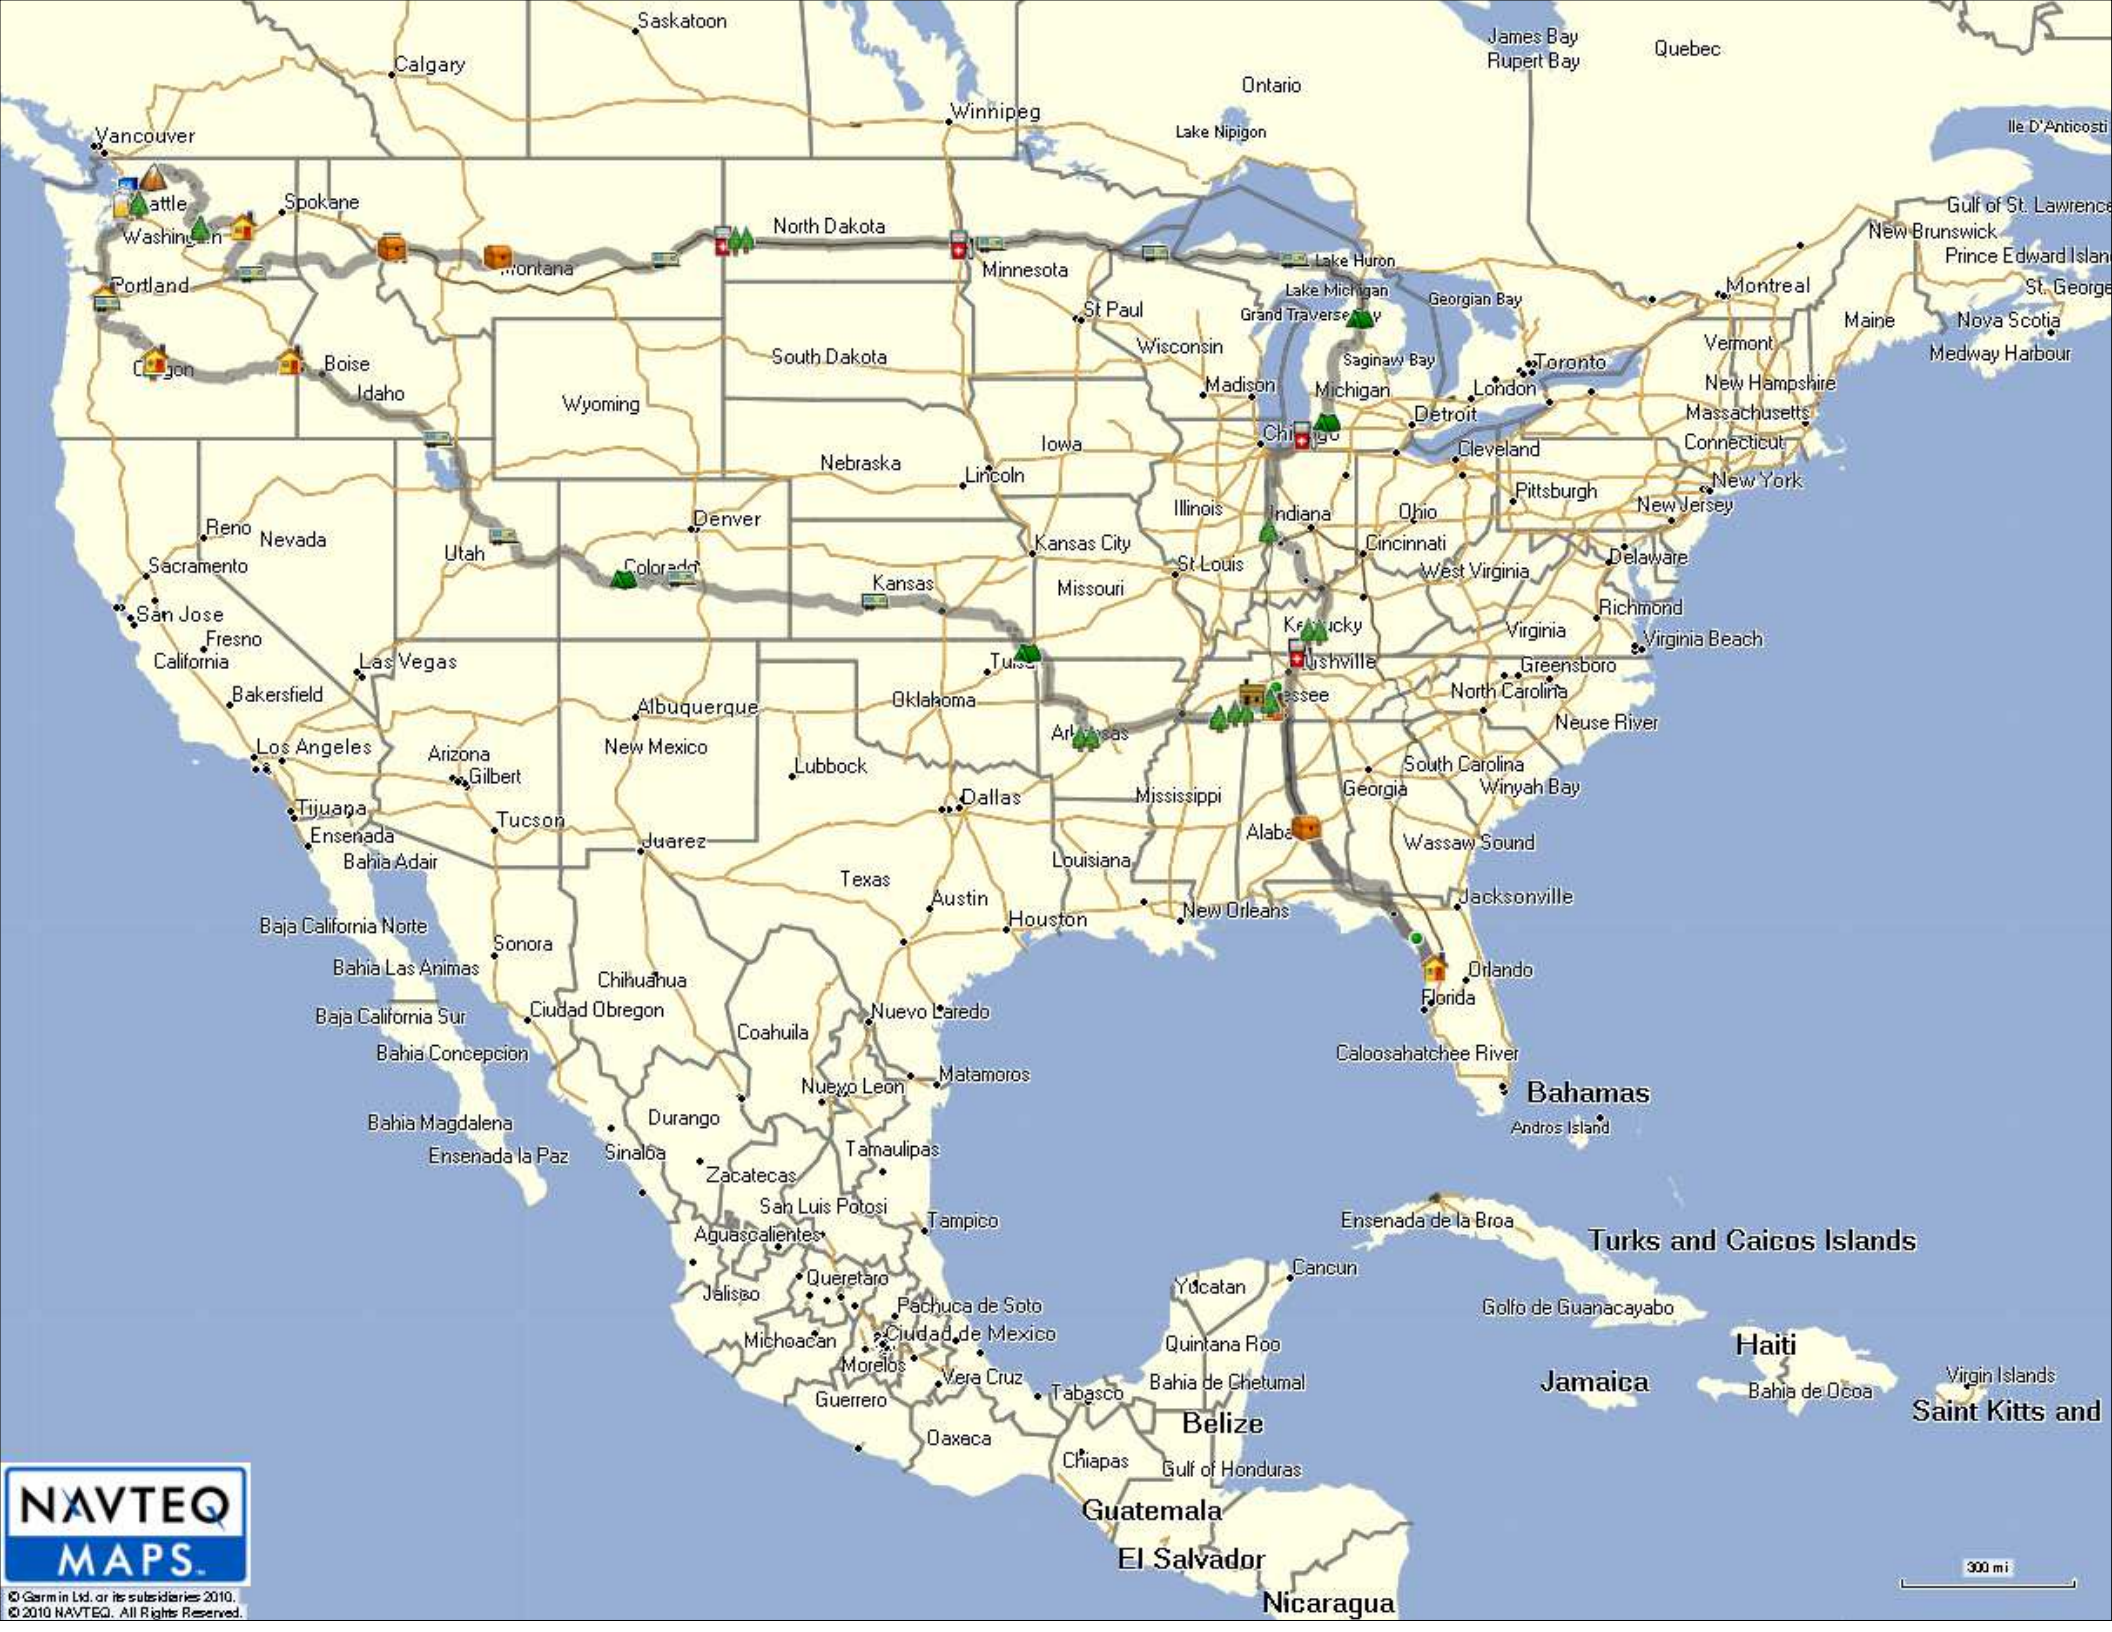 Saskatoon
James Bay
Rupert Bay
Quebec
Calgary
Ontario
Winnipeg
Lake Nipigon
Ile D'Anticosti
Vancouver
Spokane
Gulf of St. Lawrence
North Dakota
New Brunswick
Prince Edward Islan
Lake Huron
Minnesota
Montana
Portland
Lake Michigan
Georgian Bay
Montreal
St. George
St Paul
Maine
Nova Scotia
Vermont
Wisconsin
South Dakota
Saginaw Bay
Toronto
Medway Harbour
Boise
Idaho
Madison
Michigan
London
New Hampshire
Wyoming
Detroit
Massachusetts
Iowa
Cleveland
Connecticut
Nebraska
Lincoln
Pittsburgh
New York
Illinois
Indiana
Ohio
New Jersey
Reno
Nevada
Denver
Utah
Kansas City
Cincinnati
Delaware
Sacramento
Colorado
St Louis
West Virginia
Kansas
Missouri
San Jose
Richmond
Fresno
Virginia
Virginia Beach
California
Las Vegas
Greensboro
Bakersfield
Oklahoma
North Carolina
Albuquerque
Neuse River
Los Angeles
Arizona
New Mexico
Gilbert
Lubbock
South Carolina
Georgia
Winyah Bay
Tijuana
Dallas
Mississippi
Tucson
Ensenada
Juarez
Wassaw Sound
Bahia Adair
Louisiana
Texas
Austin
Jacksonville
New Orleans
Houston
Baja California Norte
Sonora
Bahia Las Animas
Orlando
Chihuahua
Florida
Baja California Sur
Ciudad Obregon
Nuevo Laredo
Coahuila
Bahia Concepcion
Caloosahatchee River
Nuevo Leon
Matamoros
Bahamas
Bahia Magdalena
Durango
Andros Island
Ensenada la Paz
Sinaloa
Tamaulipas
Zacatecas
San Luis Potosi
Tampico
Ensenada de la Broa
Aguascalientes
Turks and Caicos Islands
Cancun
Queretaro
Yucatan
Jalisco
Pachuca de Soto
Golfo de Guanacayabo
Ciudad de Mexico
Michoacan
Quintana Roo
Haiti
Morelos
Vera Cruz
Tabasco
Bahia de Chetumal
Jamaica
Bahia de Ocoa
Virgin Islands
Guerrero
Belize
Saint Kitts and
Oaxaca
Chiapas
Gulf of Honduras
Guatemala
El Salvador
Nicaragua
300 mi
NAVTEQ
MAPS
© Garmin Ltd. or its subsidiaries 2010.
© 2010 NAVTEQ. All Rights Reserved.